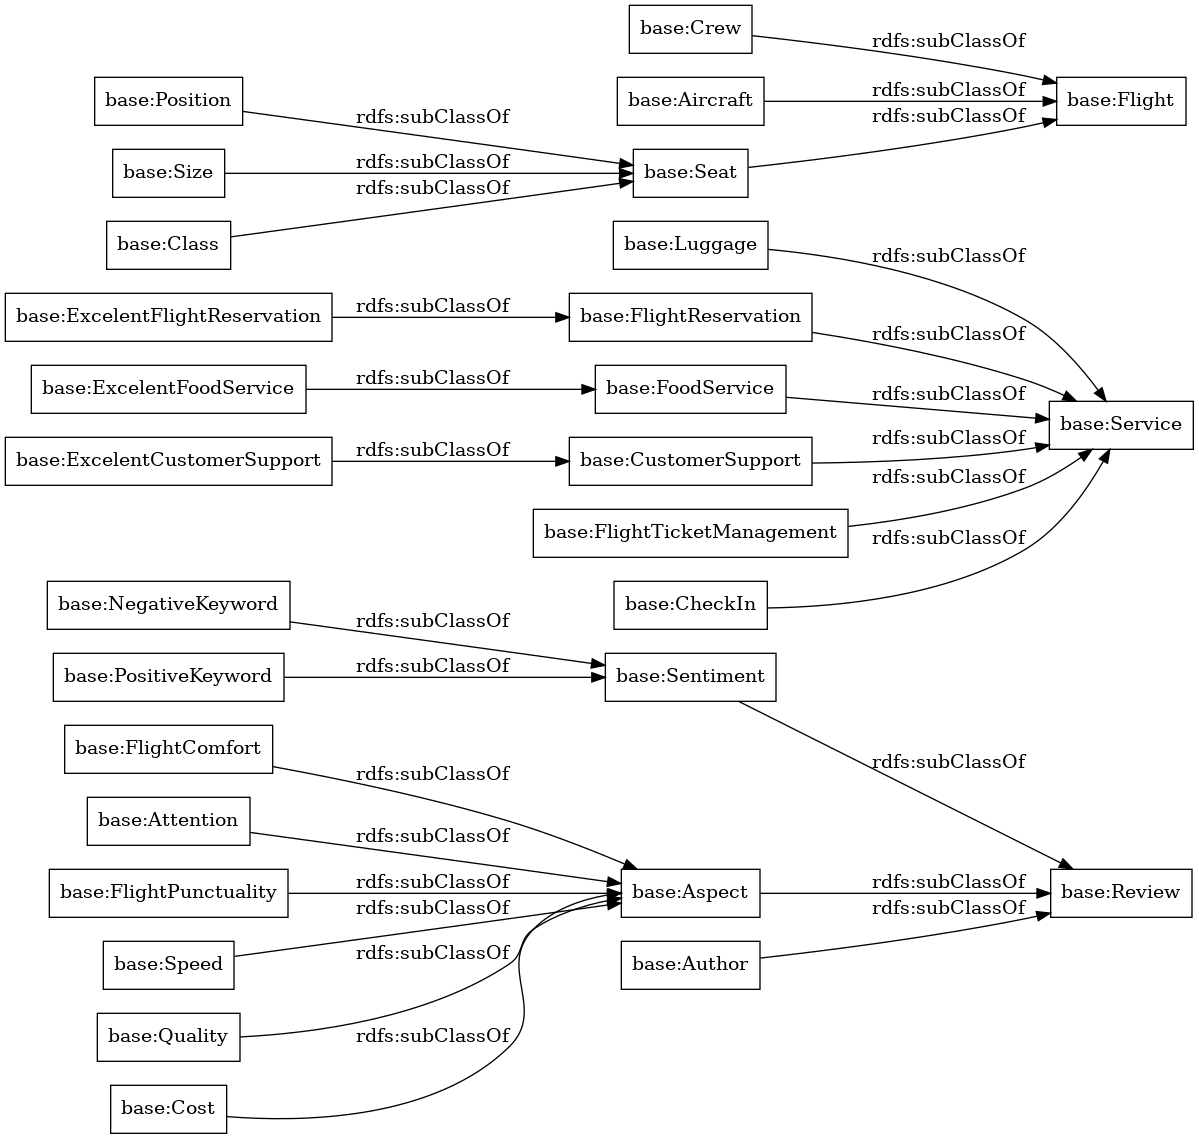 base:Crew
rdfs:subClassOf
base:Position
base:Aircraft
rdfs:subClassOf
base:Flight
rdfs:subClassOf
rdfs:subClassOf
base:Size
rdfs:subClassOf
base:Seat
rdfs:subClassOf
base:Class
base:Luggage
rdfs:subClassOf
base:ExcelentFlightReservation
rdfs:subClassOf
base:FlightReservation
rdfs:subClassOf
base:ExcelentFoodService
rdfs:subClassOf
base:FoodService
rdfs:subClassOf
base:Service
base:ExcelentCustomerSupport
rdfs:subClassOf
base:CustomerSupport
rdfs:subClassOf
rdfs:subClassOf
base:FlightTicketManagement
rdfs:subClassOf
base:NegativeKeyword
rdfs:subClassOf
base:CheckIn
base:PositiveKeyword
rdfs:subClassOf
base:Sentiment
base:FlightComfort
rdfs:subClassOf
rdfs:subClassOf
base:Attention
rdfs:subClassOf
base:FlightPunctuality
rdfs:subClassOf
base:Aspect
rdfs:subClassOf
base:Review
rdfs:subClassOf
rdfs:subClassOf
base:Speed
rdfs:subClassOf
base:Author
base:Quality
rdfs:subClassOf
base:Cost